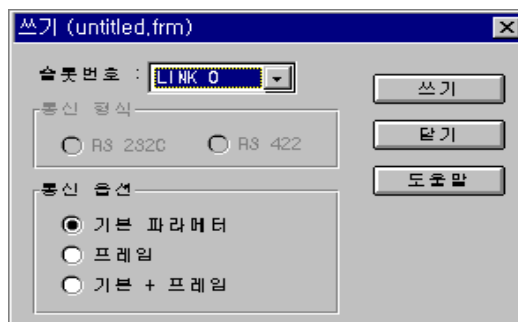 쓰기 (untitled,frm)
슬롯번호 : LINK 0
쓰기
통신 형식
RS 232C RS 422
닫기
도움말
통신 옵션
기본 파라메터
프레임
기본 + 프레임